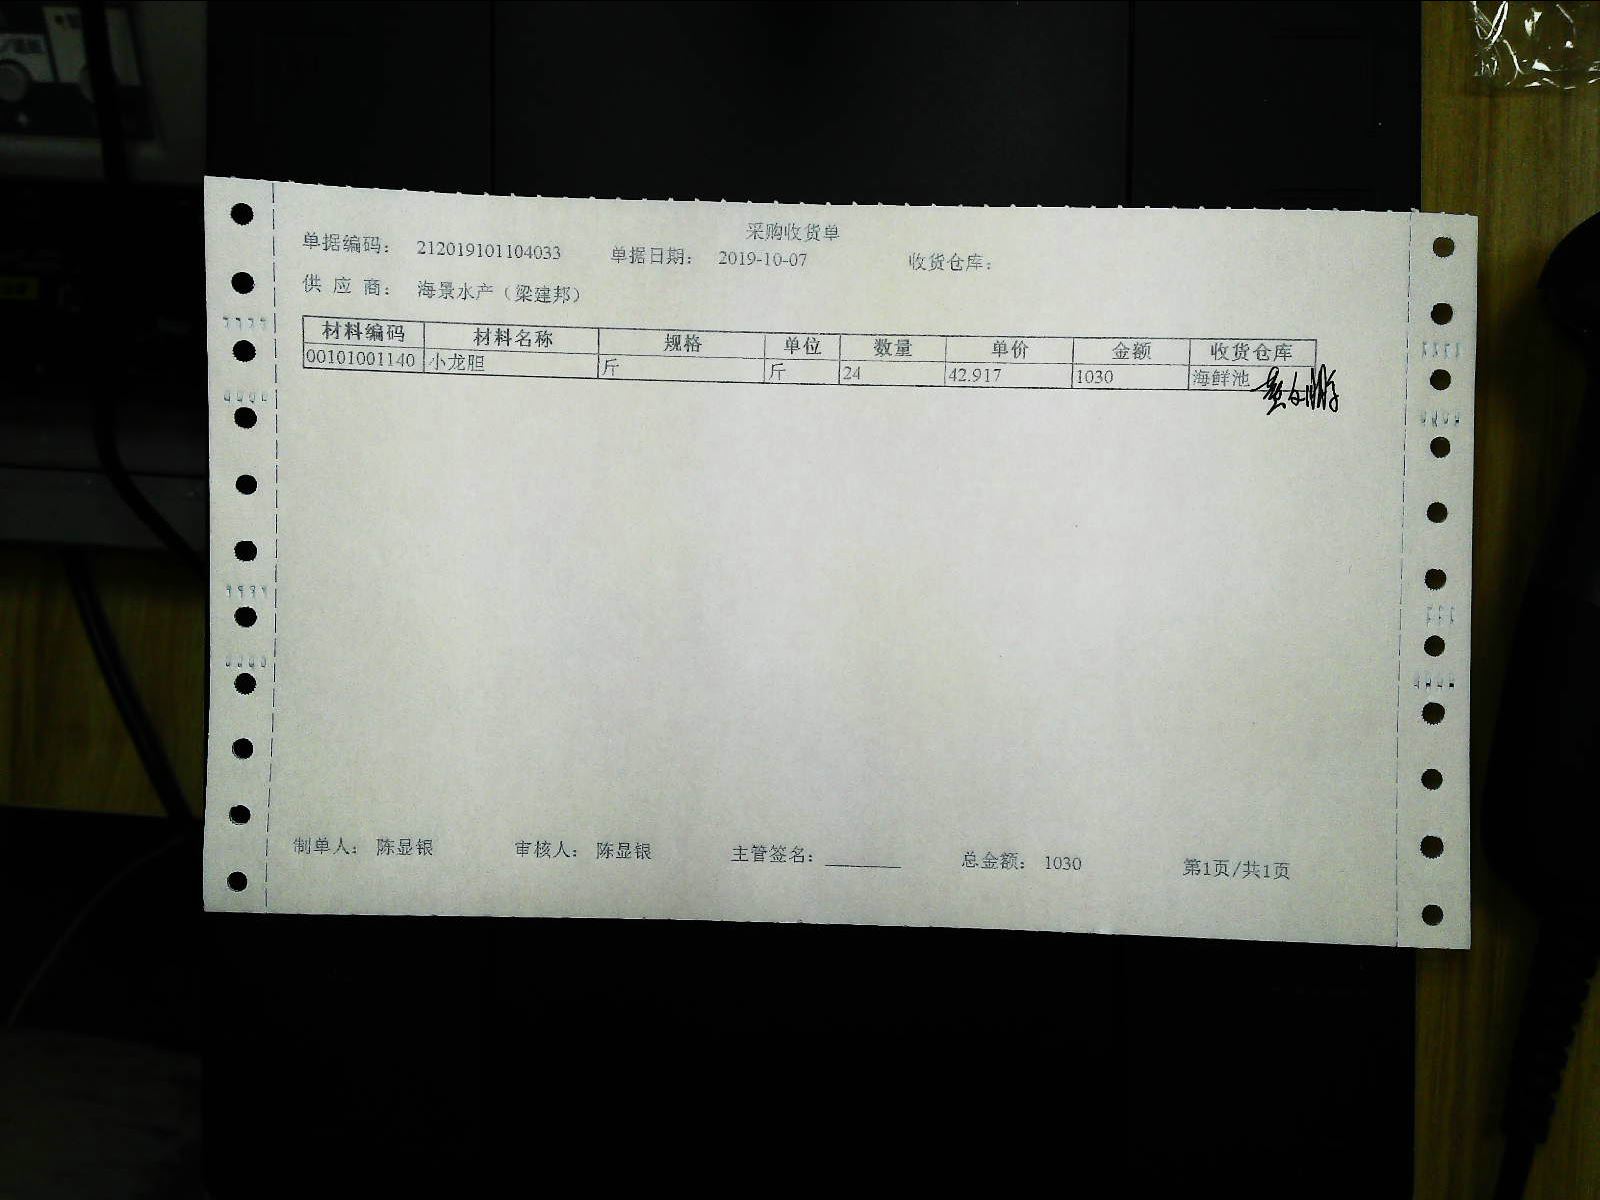 采购收货单
单据编码： 212019101104033 单据日期： 2019-10-07 收货仓库：
供 应 商： 海景水产（梁建邦）
材料编码 材料名称 规格 单位 数量 单价 金额 收货仓库
00101001140 小龙胆 斤 斤 24 42.917 1030 海鲜池
制单人： 陈显银 审核人： 陈显银 主管签名：________ 总金额： 1030 第1页/共1页